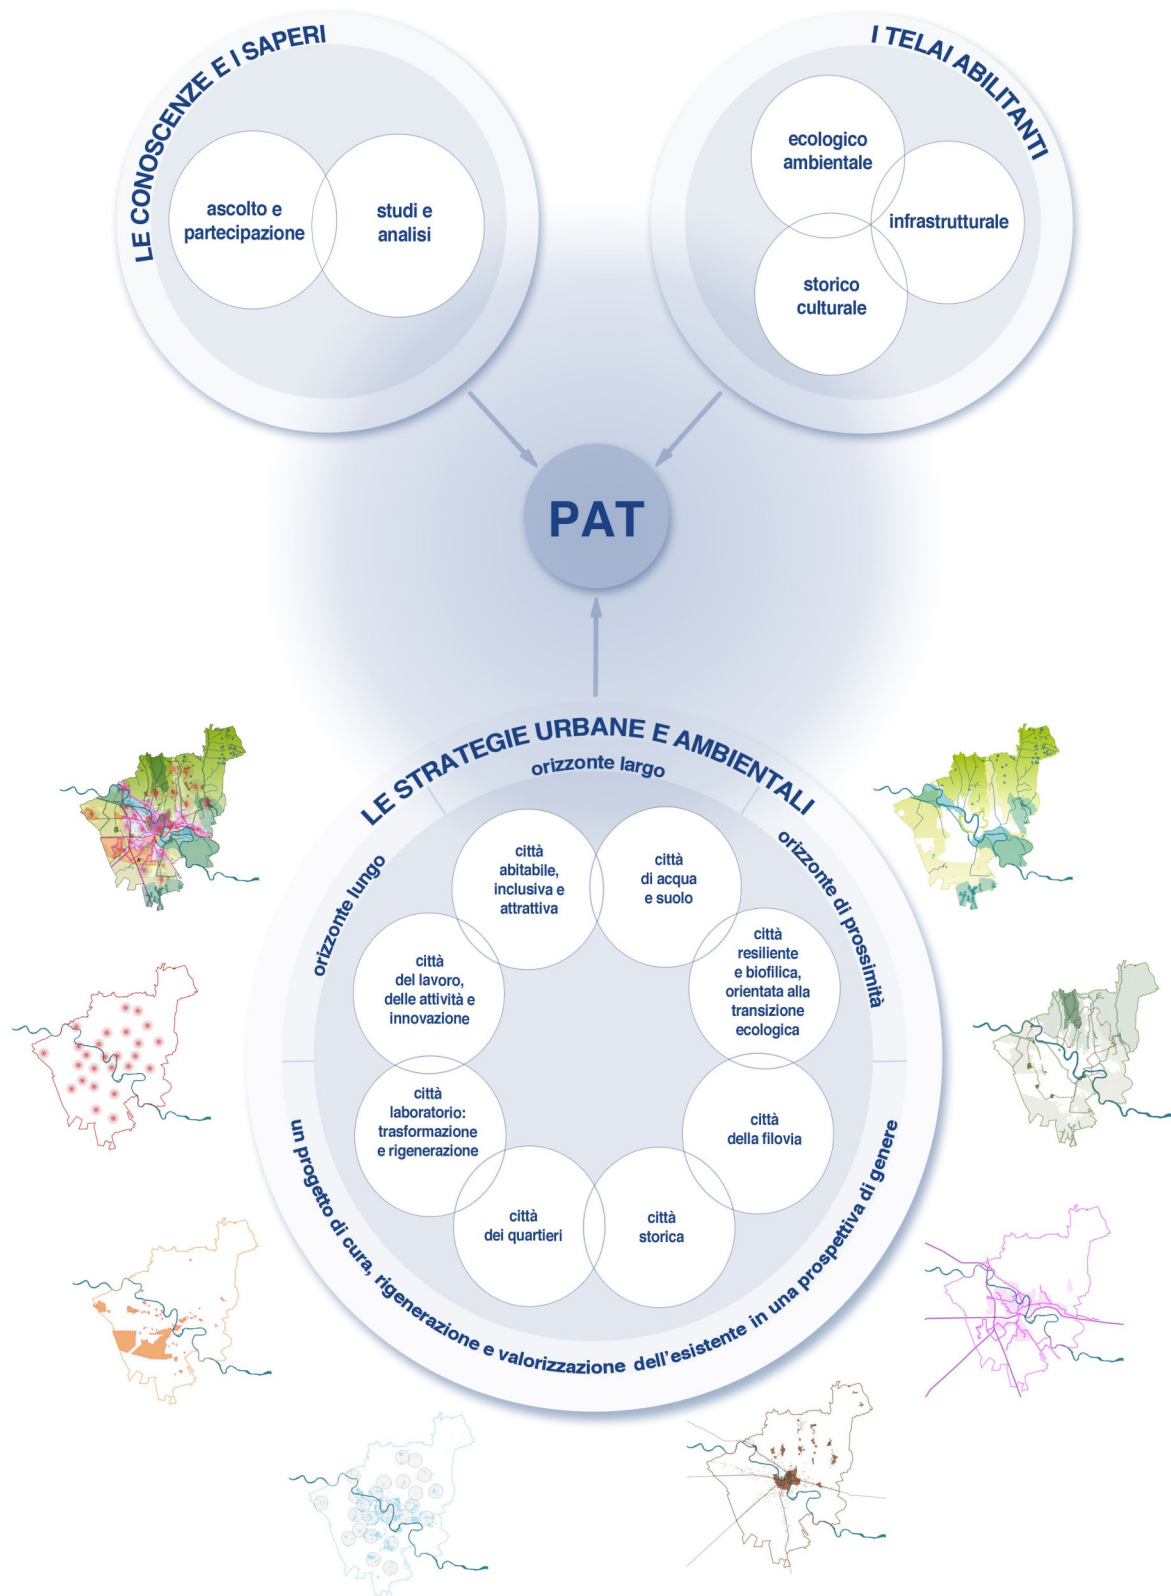 LE CONOSCENZE E I SAPERI
ascolto e
partecipazione
studi e
analisi
I TELAI ABILITANTI
ecologico
ambientale
infrastrutturale
storico
culturale
PAT
LE STRATEGIE URBANE E AMBIENTALI
orizzonte largo
orizzonte lungo
orizzonte di prossimità
città
abitabile,
inclusiva e
attrattiva
città
di acqua
e suolo
città
del lavoro,
delle attività e
innovazione
città
resiliente
e biofilica,
orientata alla
transizione
ecologica
città
laboratorio:
trasformazione
e rigenerazione
città
della filovia
città
dei quartieri
città
storica
un progetto di cura, rigenerazione e valorizzazione dell'esistente in una prospettiva di genere